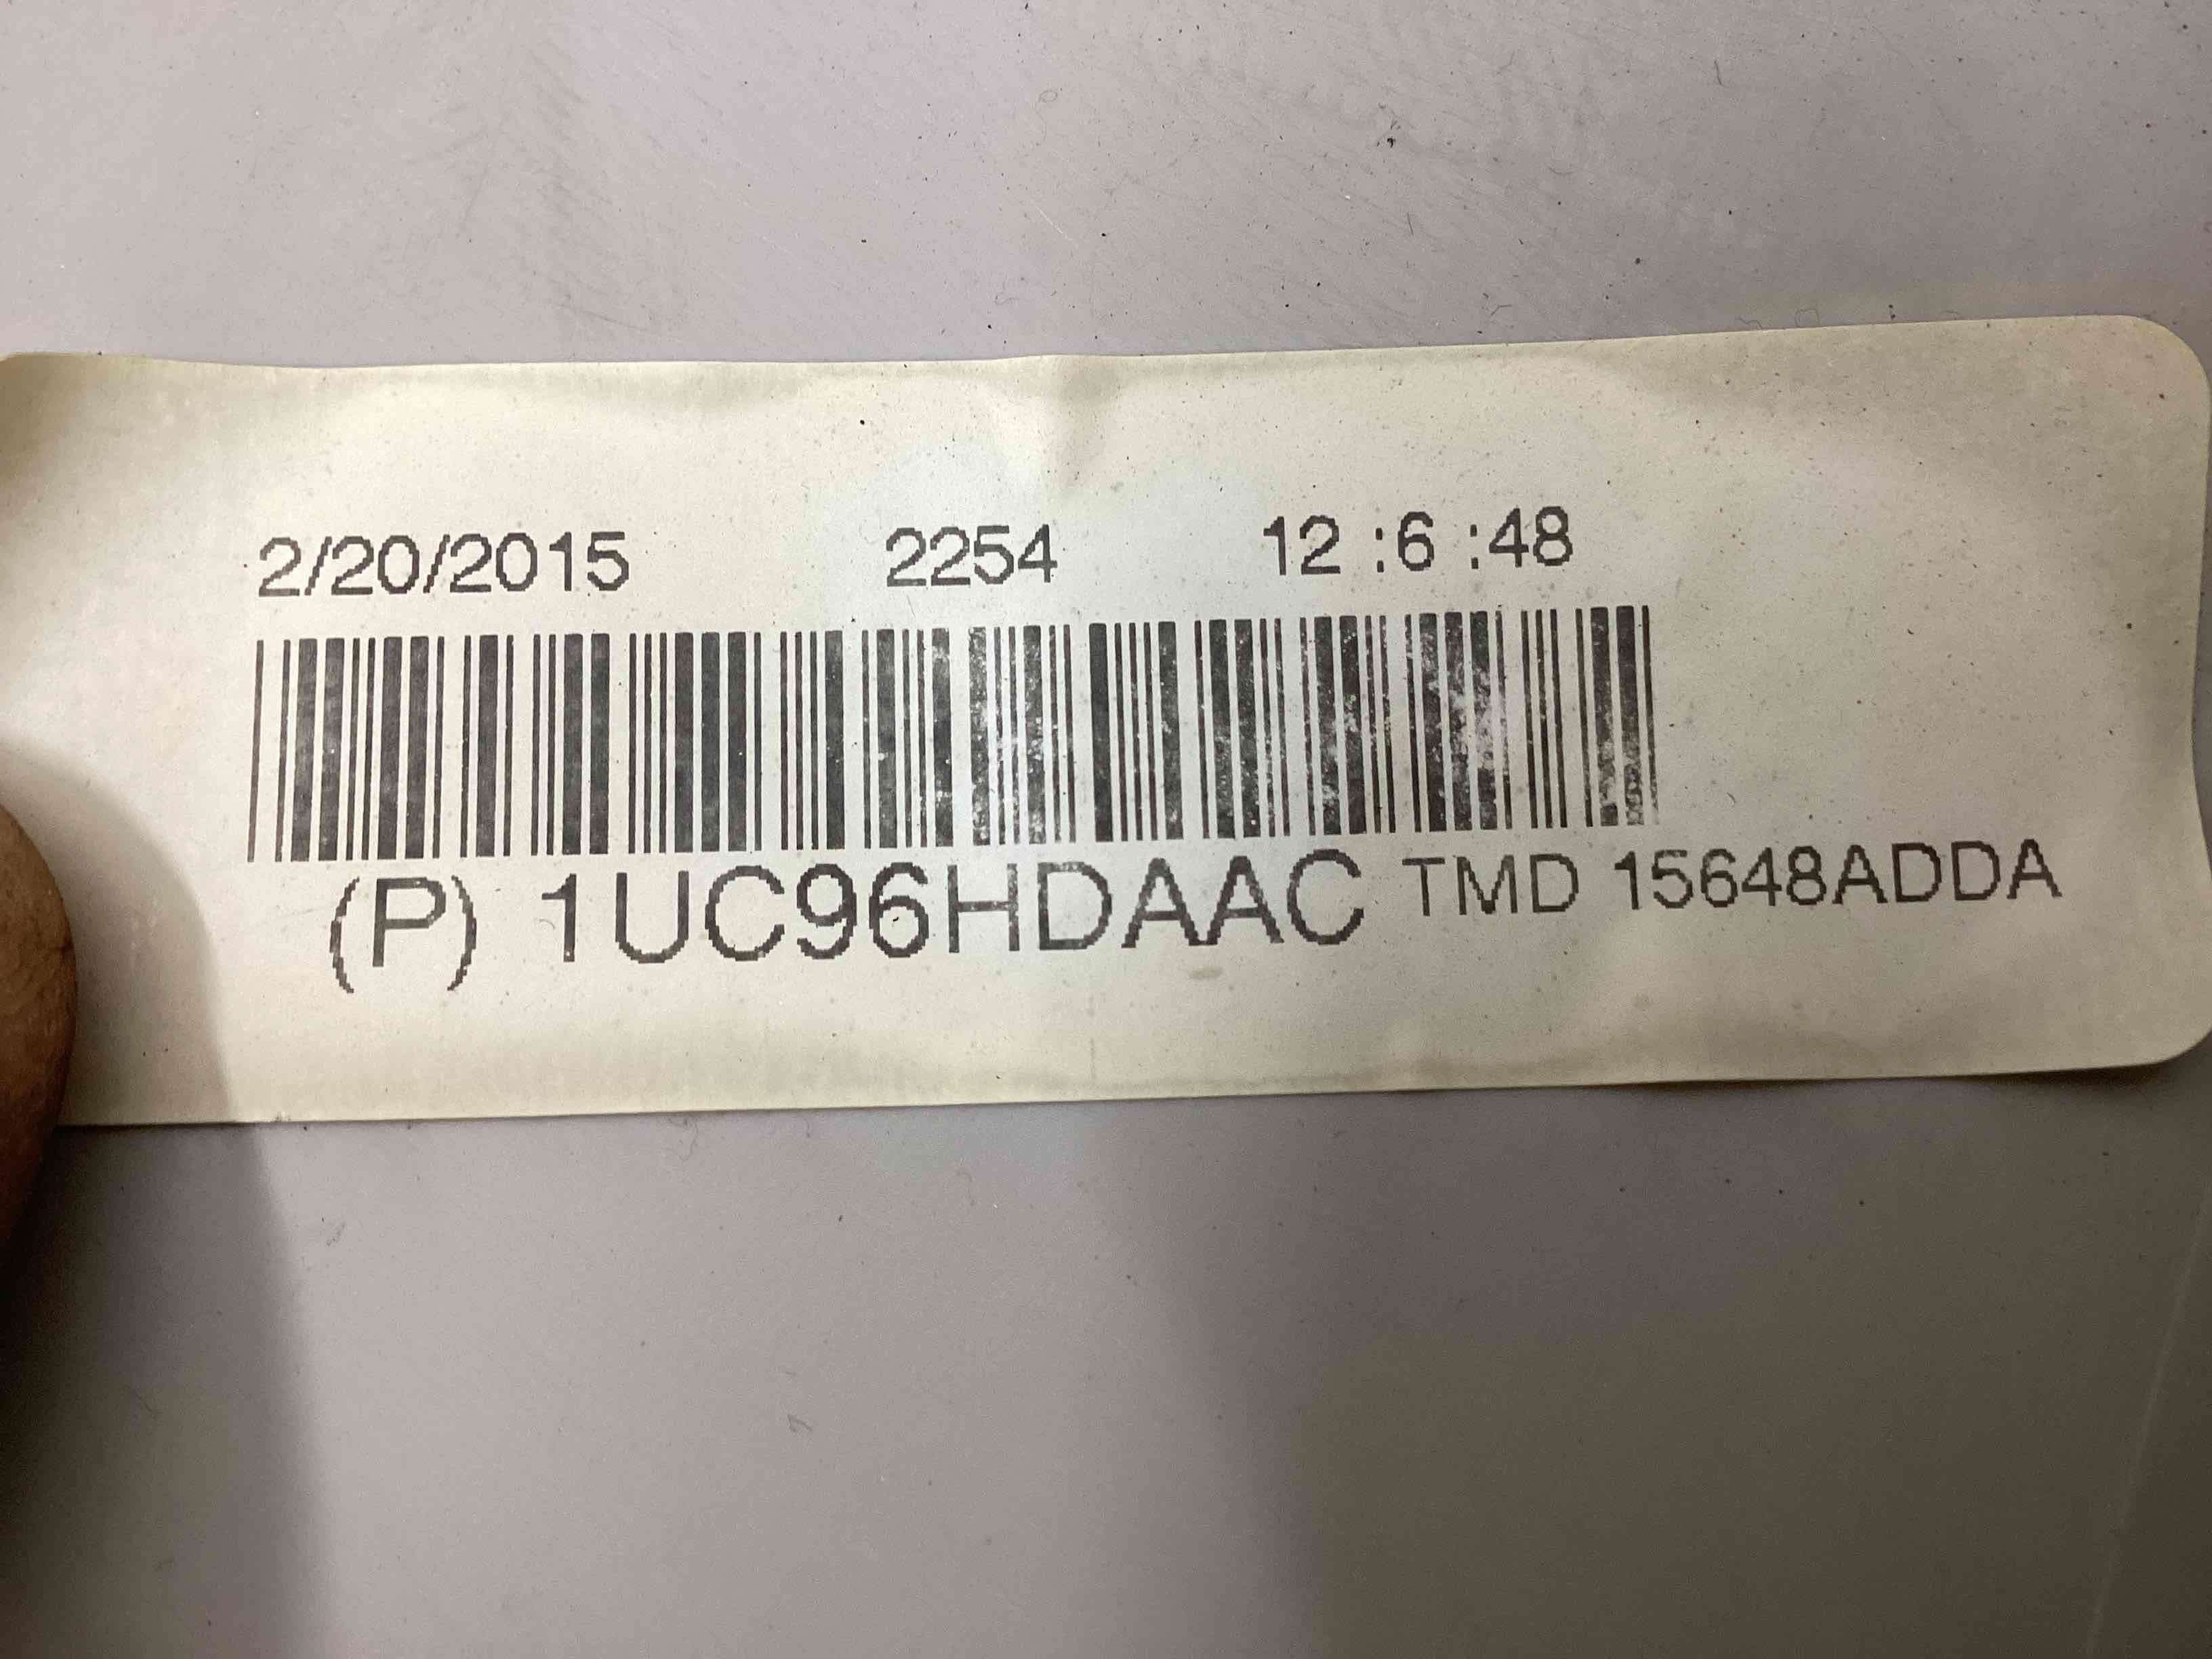 2/20/2015 2254 12 :6 :48
(P) 1UC96HDAAC TMD 15648ADDA